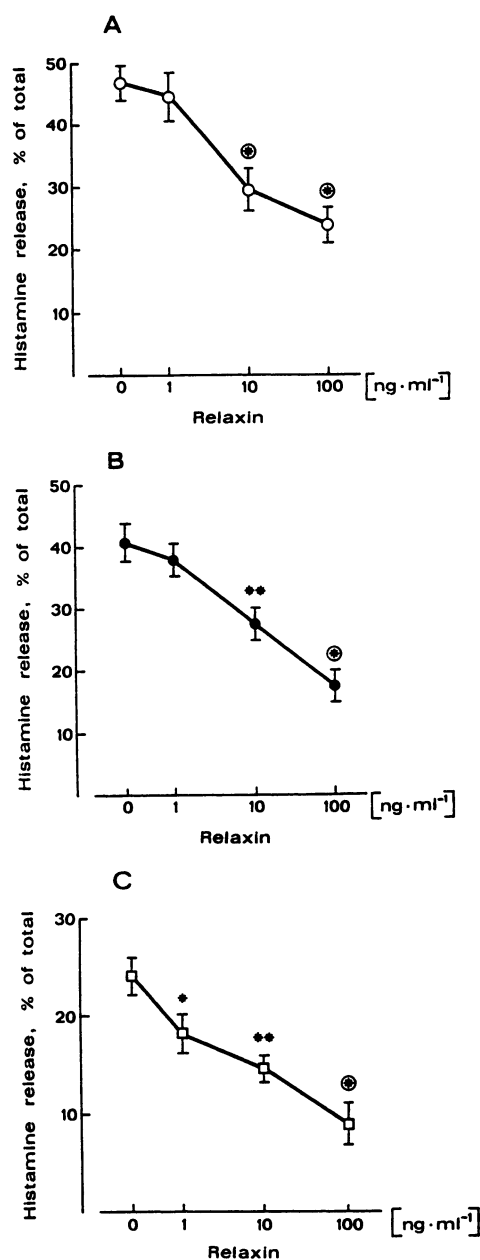 A
Histamine release, % of total
50
40
30
20
10
0 1 10 100 [ng·ml⁻¹]
Relaxin
B
Histamine release, % of total
50
40
30
20
10
0 1 10 100 [ng·ml⁻¹]
Relaxin
C
Histamine release, % of total
30
20
10
0 1 10 100 [ng·ml⁻¹]
Relaxin